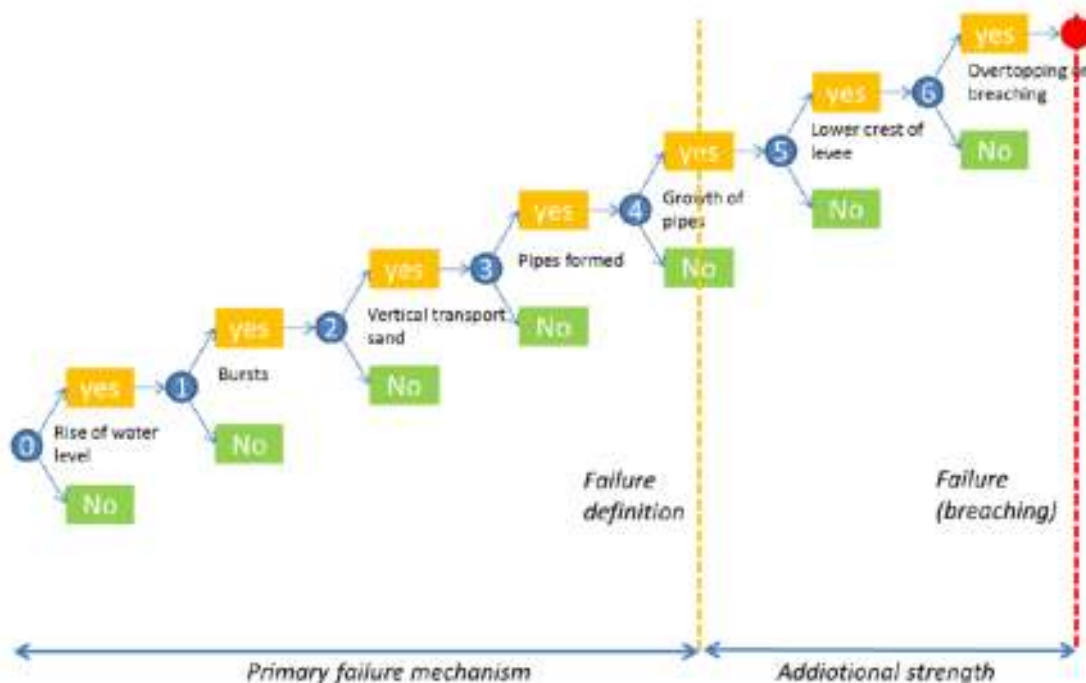 yes
6
Overtopping or
breaching
No
yes
5
Lower crest of
levee
No
yes
4
Growth of
pipes
No
yes
3
Pipes formed
No
yes
2
Vertical transport
sand
No
yes
1
Bursts
No
yes
0
Rise of water
level
No
Failure
definition
Failure
(breaching)
Primary failure mechanism
Addiotional strength